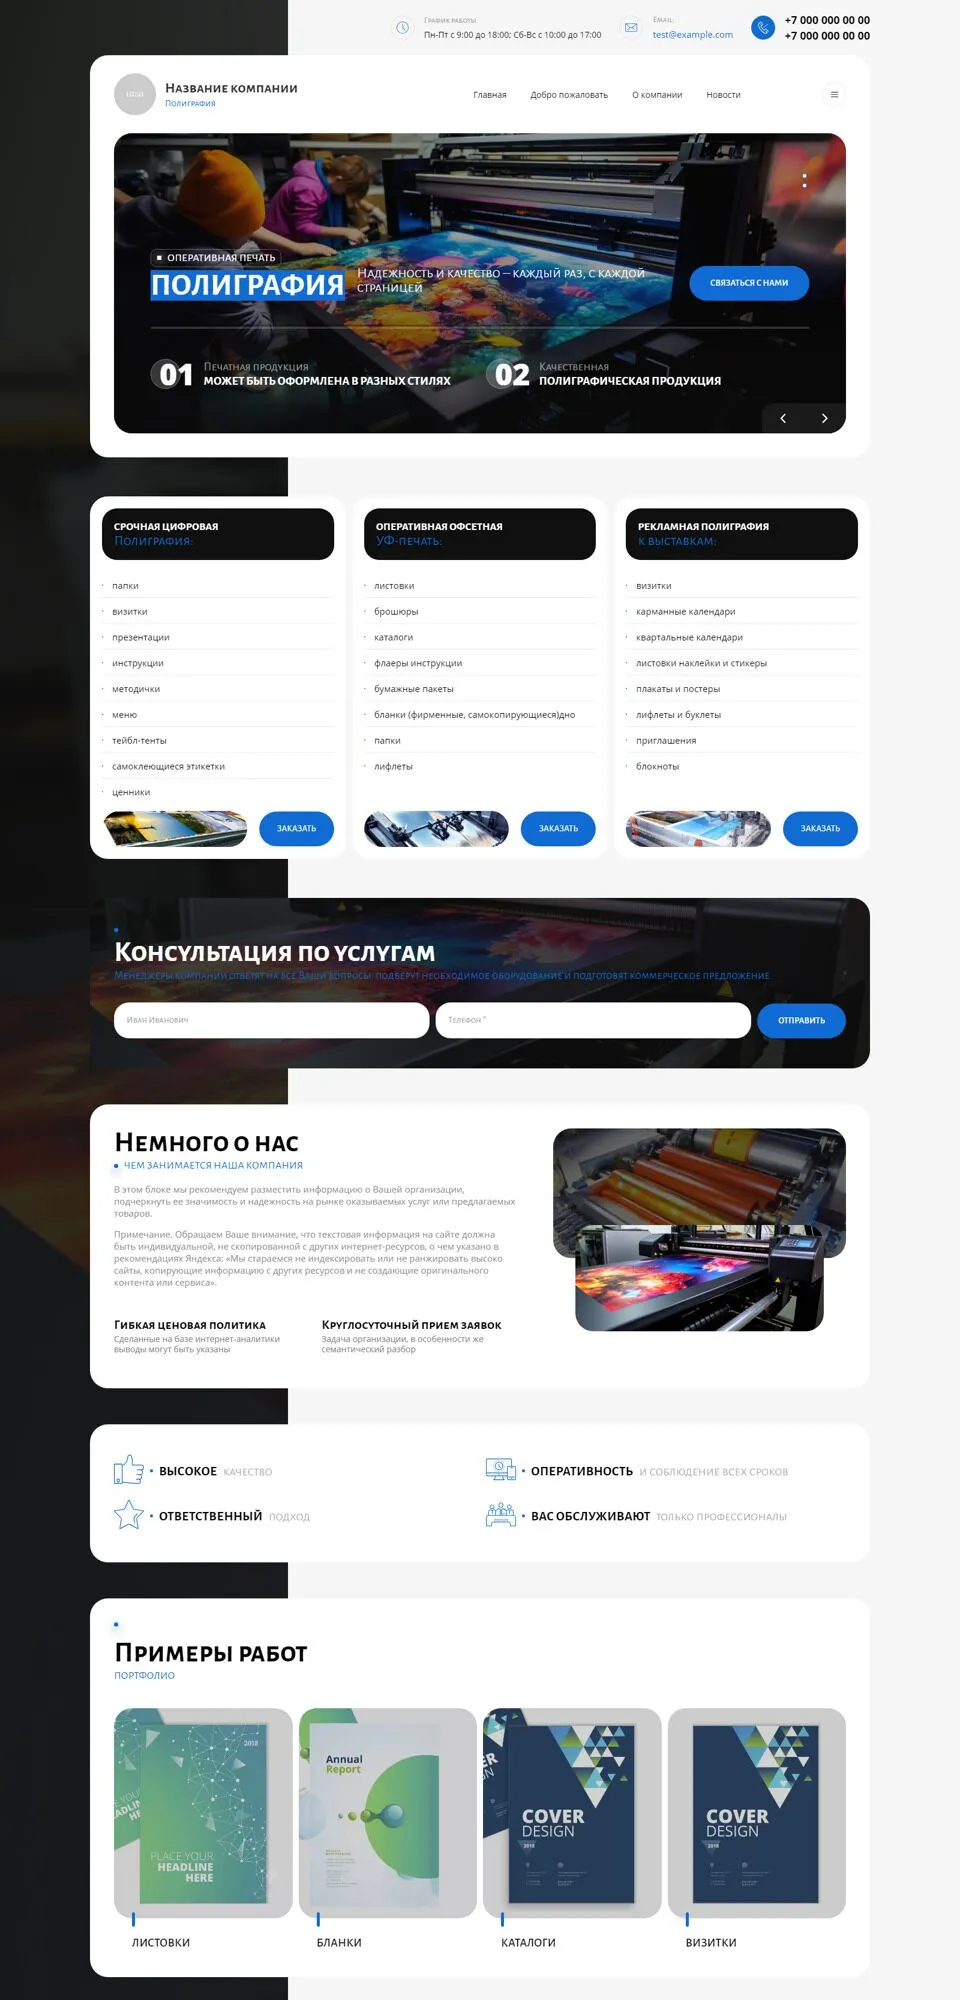 График работы:
Пн-Пт с 9:00 до 18:00; Сб-Вс с 10:00 до 17:00
Email:
test@example.com
+7 000 000 00 00
+7 000 000 00 00
LOGO
Название компании
Полиграфия
Главная
Добро пожаловать
О компании
Новости
ОПЕРАТИВНАЯ ПЕЧАТЬ
ПОЛИГРАФИЯ
Надежность и качество – каждый раз, с каждой
страницей
СВЯЗАТЬСЯ С НАМИ
01
Печатная продукция
МОЖЕТ БЫТЬ ОФОРМЛЕНА В РАЗНЫХ СТИЛЯХ
02
Качественная
ПОЛИГРАФИЧЕСКАЯ ПРОДУКЦИЯ
СРОЧНАЯ ЦИФРОВАЯ
Полиграфия:
папки
визитки
презентации
инструкции
методички
меню
тейбл-тенты
самоклеющиеся этикетки
ценники
ЗАКАЗАТЬ
ОПЕРАТИВНАЯ ОФСЕТНАЯ
УФ-печать:
листовки
брошюры
каталоги
флаеры инструкции
бумажные пакеты
бланки (фирменные, самокопирующиеся)дно
папки
лифлеты
ЗАКАЗАТЬ
РЕКЛАМНАЯ ПОЛИГРАФИЯ
к выставкам:
визитки
карманные календари
квартальные календари
листовки наклейки и стикеры
плакаты и постеры
лифлеты и буклеты
приглашения
блокноты
ЗАКАЗАТЬ
Консультация по услугам
Менеджеры компании ответят на все Ваши вопросы, подберут необходимое оборудование и подготовят коммерческое предложение.
Иван Иванович
Телефон *
ОТПРАВИТЬ
Немного о нас
ЧЕМ ЗАНИМАЕТСЯ НАША КОМПАНИЯ
В этом блоке мы рекомендуем разместить информацию о Вашей организации,
подчеркнуть ее значимость и надежность на рынке оказываемых услуг или предлагаемых
товаров.
Примечание. Обращаем Ваше внимание, что текстовая информация на сайте должна
быть индивидуальной, не скопированной с других интернет-ресурсов, о чем указано в
рекомендациях Яндекса: «Мы стараемся не индексировать или не ранжировать высоко
сайты, копирующие информацию с других ресурсов и не создающие оригинального
контента или сервиса».
Гибкая ценовая политика
Сделанные на базе интернет-аналитики
выводы могут быть указаны
Круглосуточный прием заявок
Задача организации, в особенности же
семантический разбор
ВЫСОКОЕ КАЧЕСТВО
ОПЕРАТИВНОСТЬ И СОБЛЮДЕНИЕ ВСЕХ СРОКОВ
ОТВЕТСТВЕННЫЙ ПОДХОД
ВАС ОБСЛУЖИВАЮТ ТОЛЬКО ПРОФЕССИОНАЛЫ
Примеры работ
ПОРТФОЛИО
2018
PLACE YOUR
HEADLINE
HERE
ЛИСТОВКИ
Annual
Report
БЛАНКИ
COVER
DESIGN
2018
КАТАЛОГИ
COVER
DESIGN
2018
ВИЗИТКИ